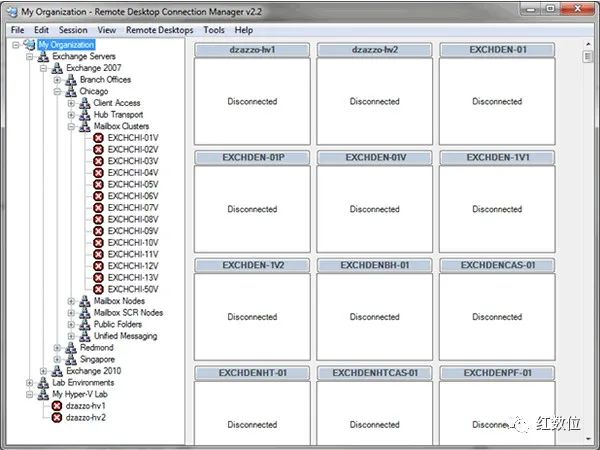 My Organization - Remote Desktop Connection Manager v2.2
File Edit Session View Remote Desktops Tools Help
My Organization
Exchange Servers
Exchange 2007
Branch Offices
Chicago
Client Access
Hub Transport
Mailbox Clusters
EXCHCHI-01V
EXCHCHI-02V
EXCHCHI-03V
EXCHCHI-04V
EXCHCHI-05V
EXCHCHI-06V
EXCHCHI-07V
EXCHCHI-08V
EXCHCHI-09V
EXCHCHI-10V
EXCHCHI-11V
EXCHCHI-12V
EXCHCHI-13V
EXCHCHI-50V
Mailbox Nodes
Mailbox SCR Nodes
Public Folders
Unified Messaging
Redmond
Singapore
Exchange 2010
Lab Environments
My Hyper-V Lab
dzazzo-hv1
dzazzo-hv2
dzazzo-hv1 dzazzo-hv2 EXCHDEN-01
Disconnected Disconnected Disconnected
EXCHDEN-01P EXCHDEN-01V EXCHDEN-1V1
Disconnected Disconnected Disconnected
EXCHDEN-1V2 EXCHDENBH-01 EXCHDENCAS-01
Disconnected Disconnected Disconnected
EXCHDENHT-01 EXCHDENHTCAS-01 EXCHDENPF-01
Disconnected Disconnected Disconnected
红数位